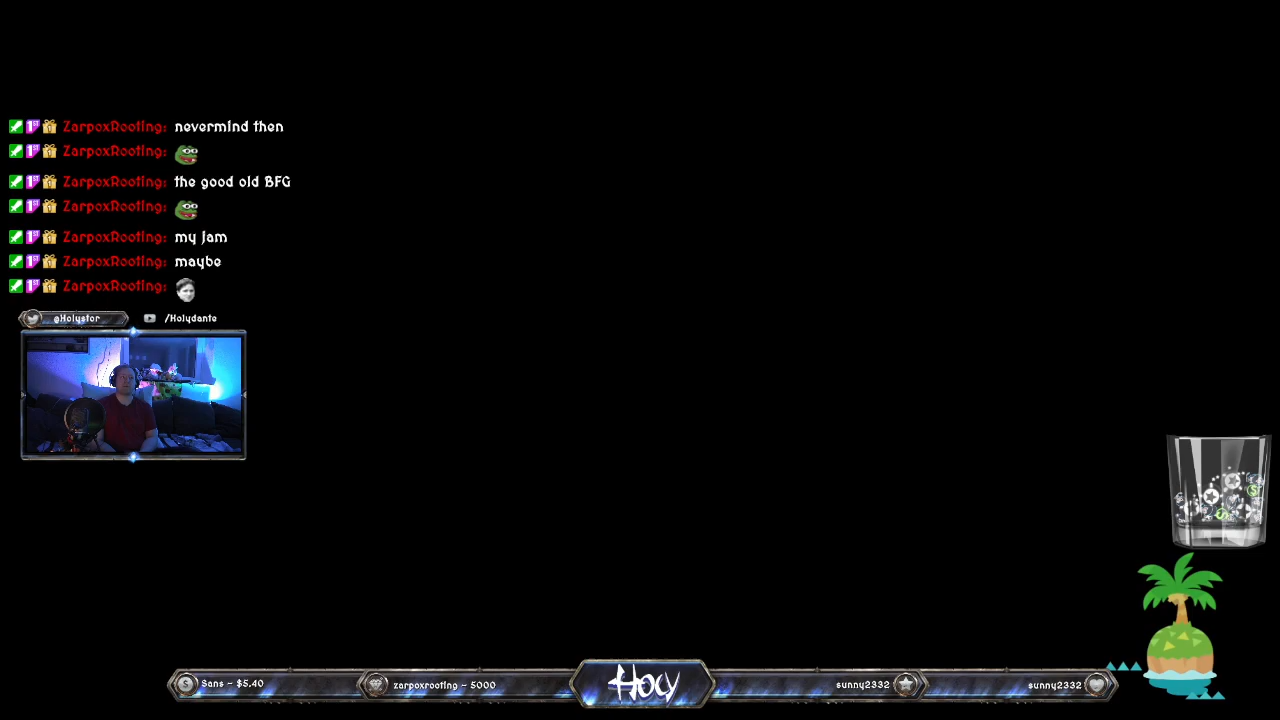 ZarpoxRooting: nevermind then
ZarpoxRooting:
ZarpoxRooting: the good old BFG
ZarpoxRooting:
ZarpoxRooting: my jam
ZarpoxRooting: maybe
ZarpoxRooting:
@Holystor /Holydante
Sans ~ $5.40 zarpoxrooting ~ 5000 HOLY sunny2332 sunny2332